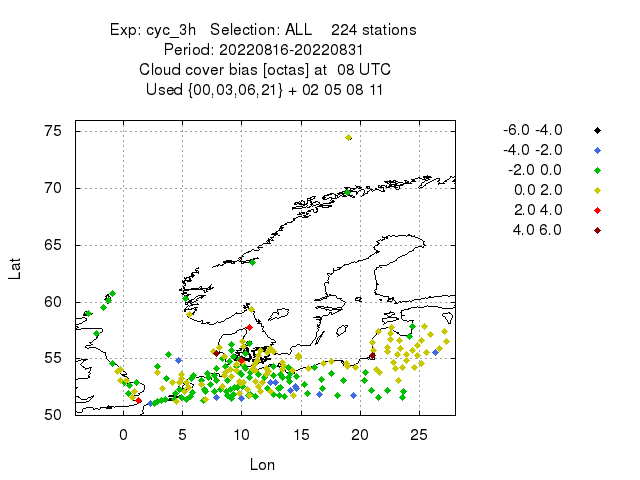 Exp: cyc_3h   Selection: ALL    224 stations
Period: 20220816-20220831
Cloud cover bias [octas] at  08 UTC
Used {00,03,06,21} + 02 05 08 11
-6.0 -4.0
-4.0 -2.0
-2.0 0.0
0.0 2.0
2.0 4.0
4.0 6.0
75
70
65
60
55
50
Lat
0 5 10 15 20 25
Lon